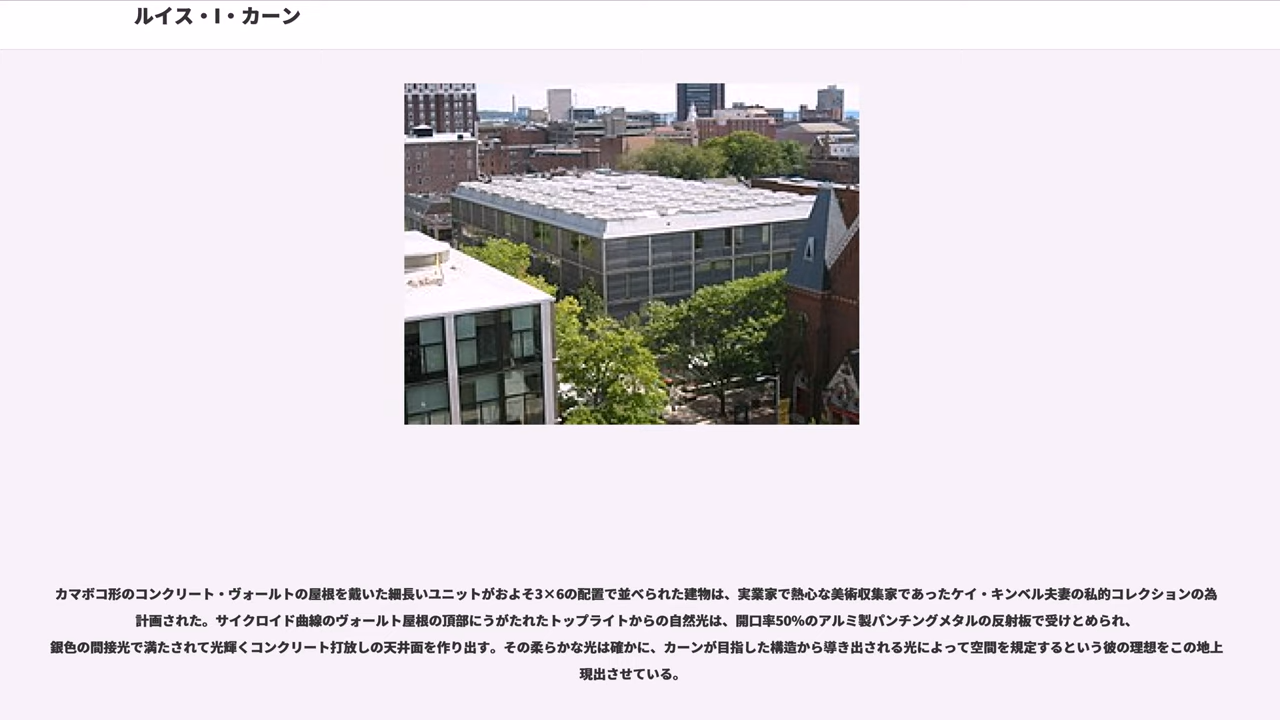 ルイス・I・カーン
カマボコ形のコンクリート・ヴォールトの屋根を戴いた細長いユニットがおよそ3×6の配置で並べられた建物は、実業家で熱心な美術収集家であったケイ・キンベル夫妻の私的コレクションの為
計画された。サイクロイド曲線のヴォールト屋根の頂部にうがたれたトップライトからの自然光は、開口率50%のアルミ製パンチングメタルの反射板で受けとめられ、
銀色の間接光で満たされて光輝くコンクリート打放しの天井面を作り出す。その柔らかな光は確かに、カーンが目指した構造から導き出される光によって空間を規定するという彼の理想をこの地上
現出させている。